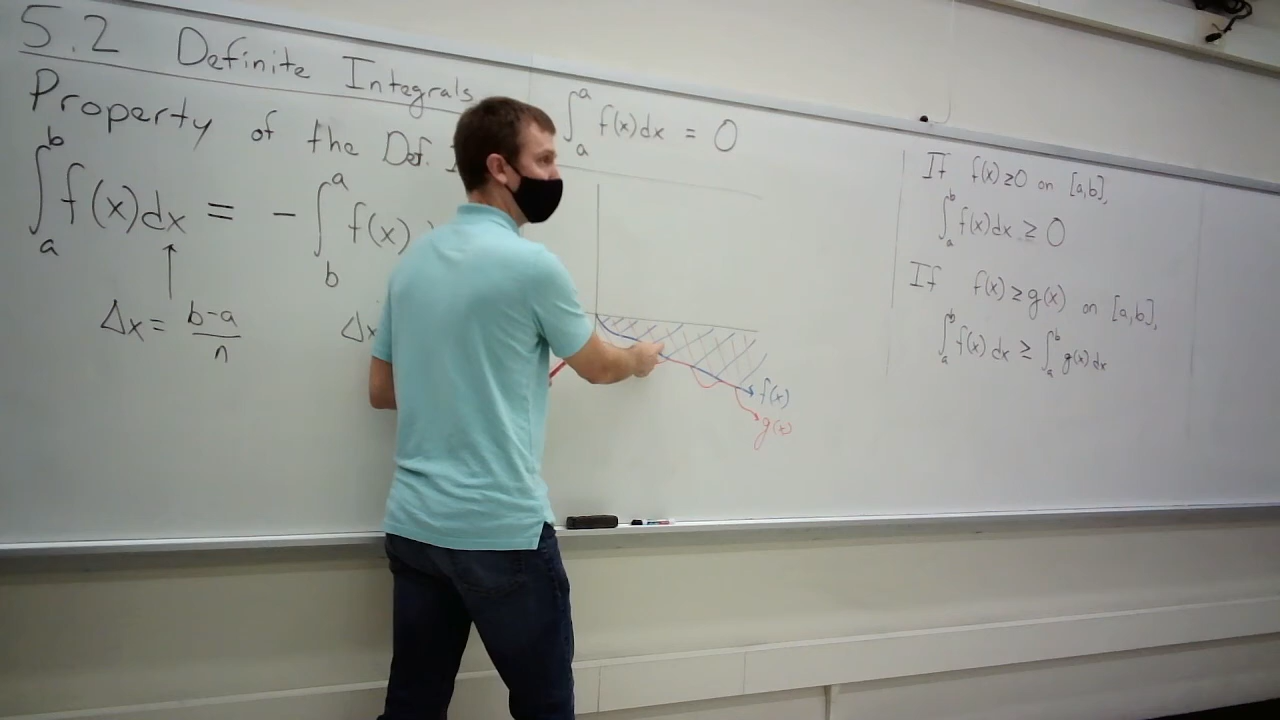 5.2 Definite Integrals
Property of the Def.
∫_a^b f(x)dx = - ∫_b^a f(x)
Δx = (b-a)/n
Δx
∫_a^a f(x)dx = 0
f(x)
g(x)
If f(x) ≥ 0 on [a,b],
∫_a^b f(x)dx ≥ 0
If f(x) ≥ g(x) on [a,b],
∫_a^b f(x)dx ≥ ∫_a^b g(x)dx